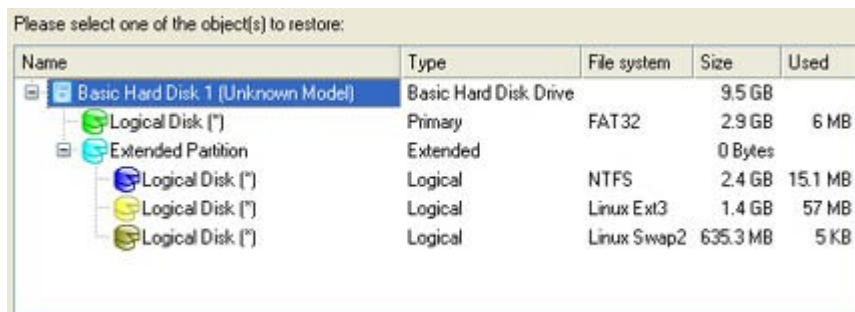 Please select one of the object(s) to restore:
Name Type File system Size Used
Basic Hard Disk 1 (Unknown Model) Basic Hard Disk Drive 9.5 GB
Logical Disk (*) Primary FAT32 2.9 GB 6 MB
Extended Partition Extended 0 Bytes
Logical Disk (*) Logical NTFS 2.4 GB 15.1 MB
Logical Disk (*) Logical Linux Ext3 1.4 GB 57 MB
Logical Disk (*) Logical Linux Swap2 635.3 MB 5 KB